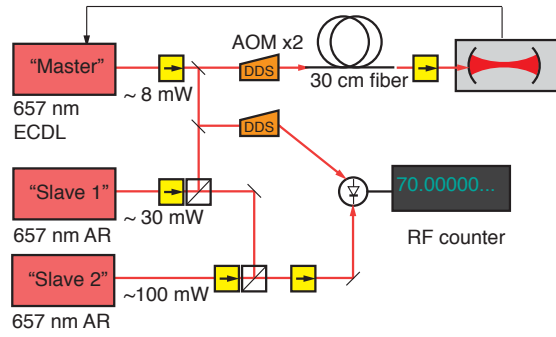 AOM x2
"Master"
DDS
30 cm fiber
657 nm
ECDL
~ 8 mW
DDS
70.00000...
"Slave 1"
~ 30 mW
RF counter
657 nm AR
"Slave 2"
~100 mW
657 nm AR